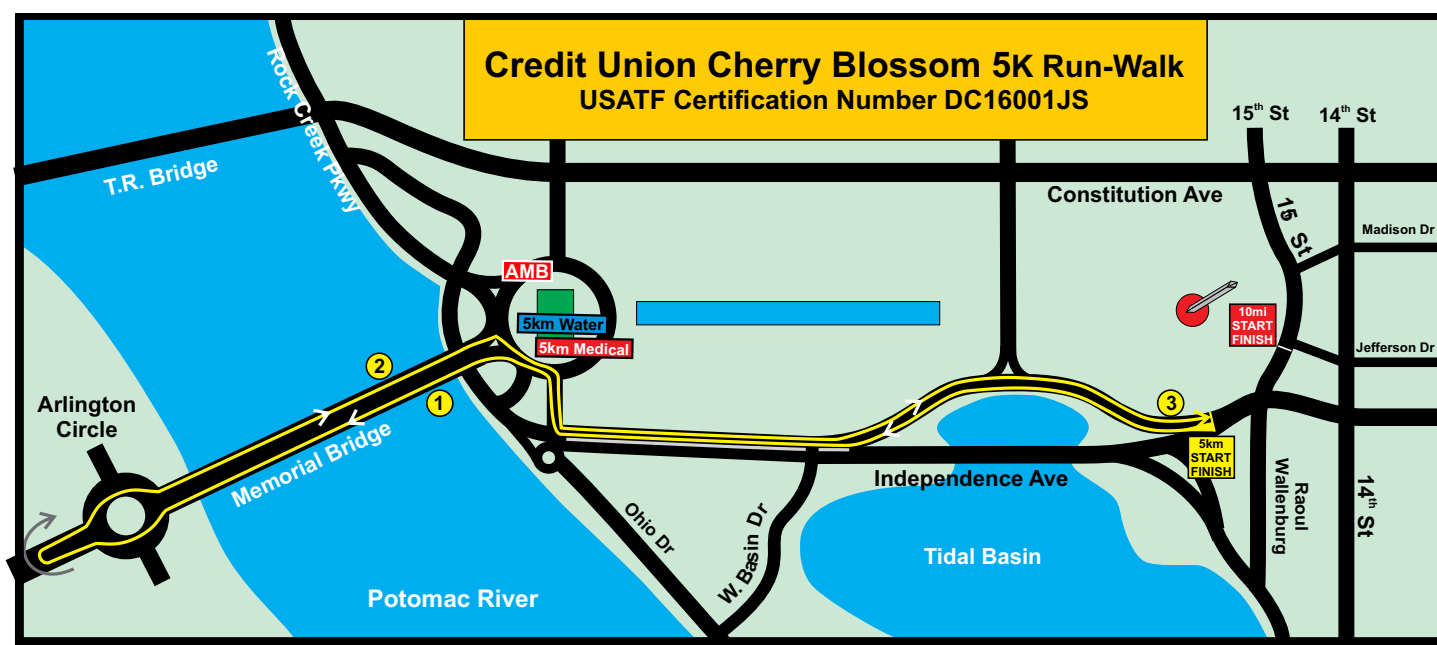 Credit Union Cherry Blossom 5K Run-Walk
USATF Certification Number DC16001JS
15th St
14th St
Rock Creek Pkwy
T.R. Bridge
Constitution Ave
15 St
Madison Dr
AMB
5km Water
5km Medical
10mi
START
FINISH
Jefferson Dr
2
1
3
Arlington
Circle
Memorial Bridge
5km
START
FINISH
Independence Ave
Raoul
Wallenburg
14th St
Ohio Dr
W. Basin Dr
Tidal Basin
Potomac River